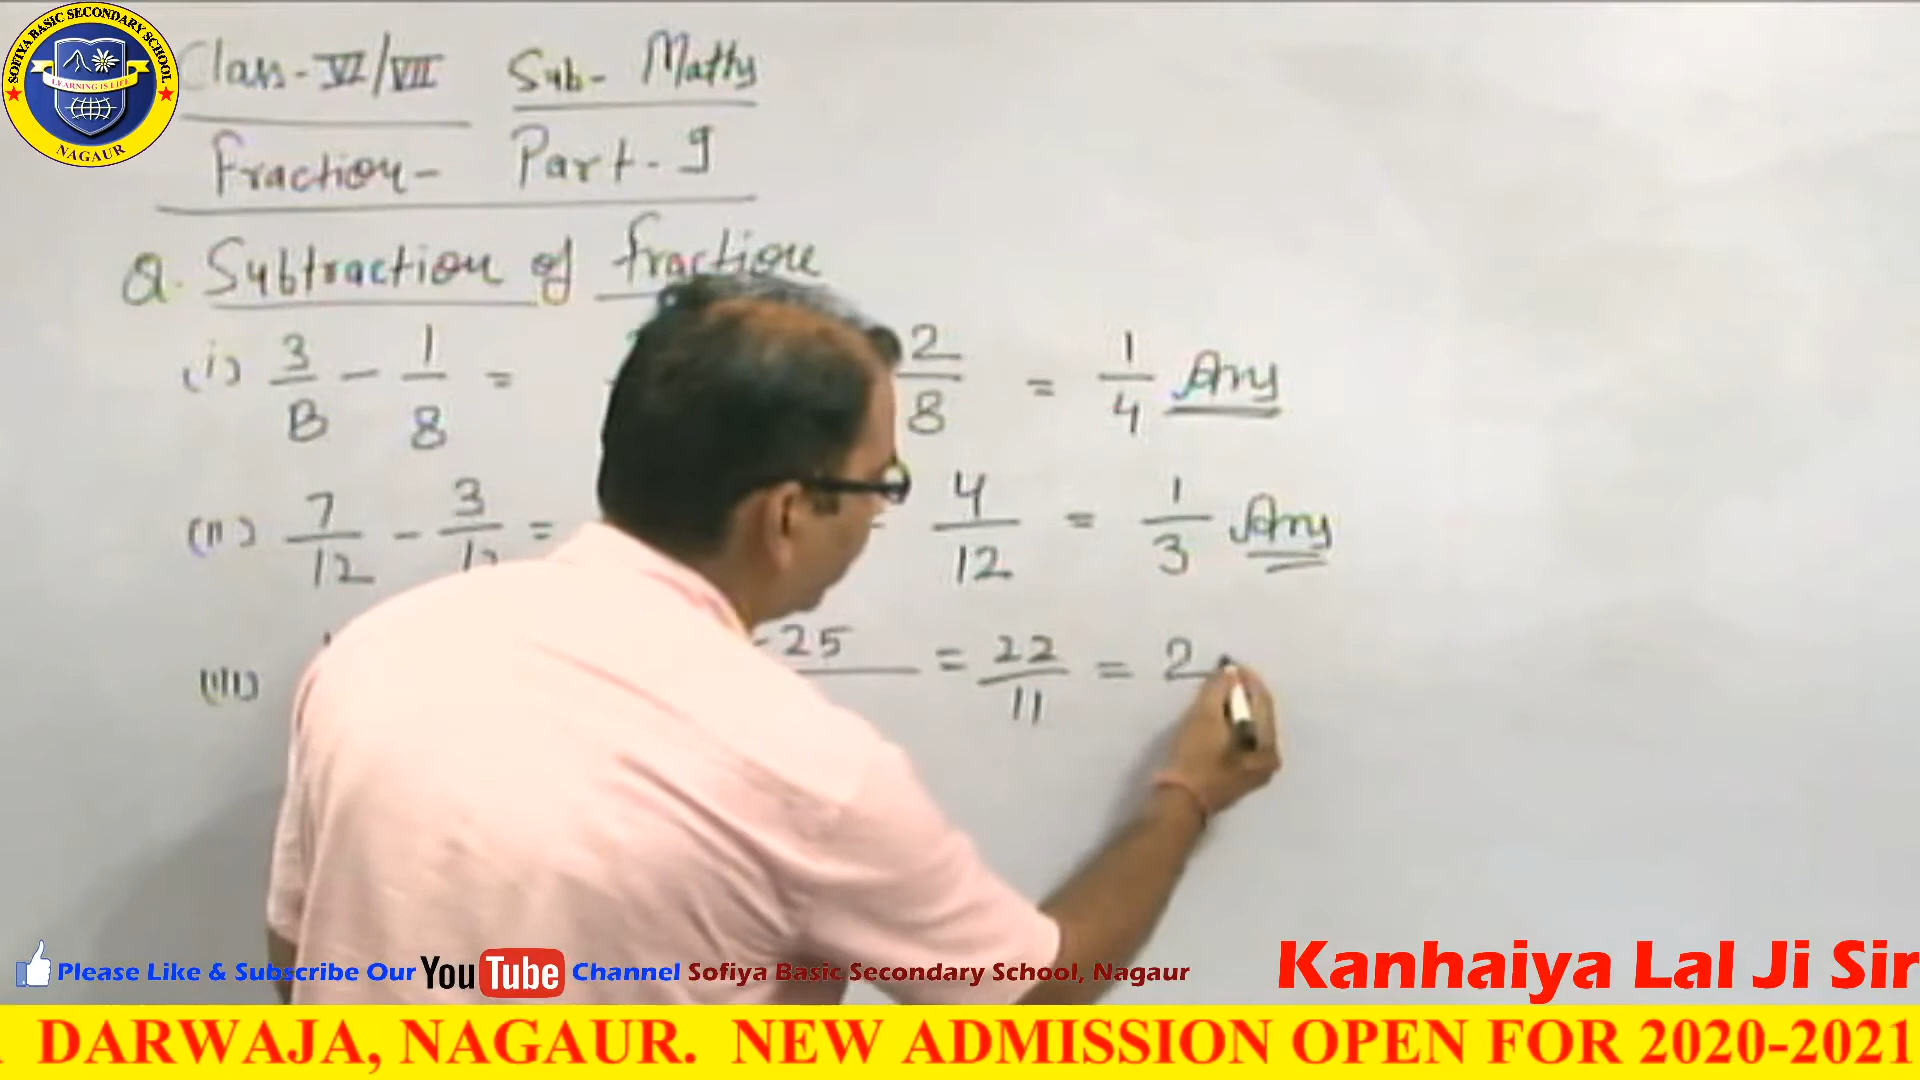 SOFIYA BASIC SECONDARY SCHOOL
LEARNING IS LIFE
NAGAUR
Class-VI/VII Sub- Maths
Fraction- Part-I
Q. Subtraction of fraction
(i) 3/8 - 1/8 = 2/8 = 1/4 Ans
(ii) 7/12 - 3/12 = 4/12 = 1/3 Ans
(iii) -25 = 22/11 = 2
Please Like & Subscribe Our YouTube Channel Sofiya Basic Secondary School, Nagaur
Kanhaiya Lal Ji Sir
DARWAJA, NAGAUR. NEW ADMISSION OPEN FOR 2020-2021